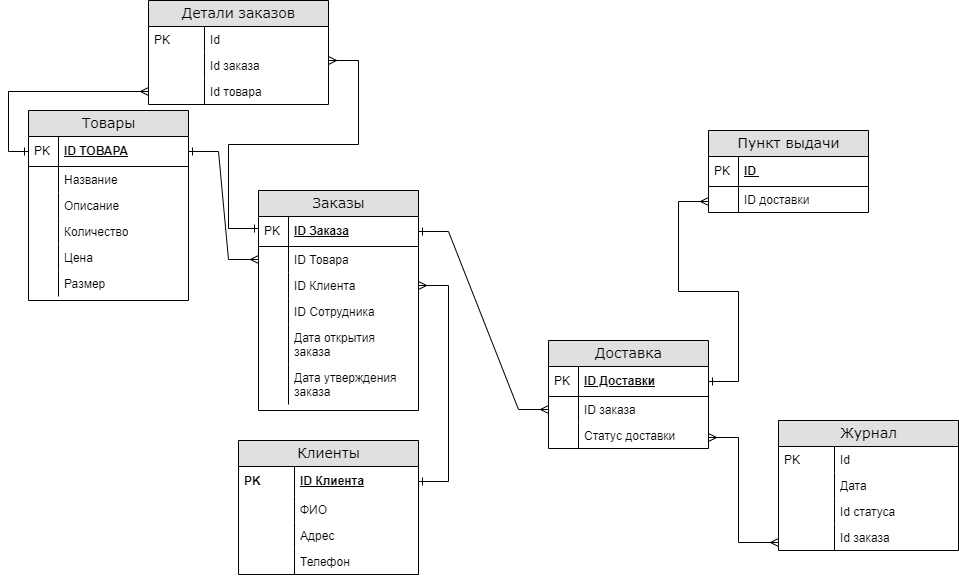 Детали заказов
PK Id
Id заказа
Id товара
Товары
PK ID ТОВАРА
Название
Описание
Количество
Цена
Размер
Заказы
PK ID Заказа
ID Товара
ID Клиента
ID Сотрудника
Дата открытия
заказа
Дата утверждения
заказа
Клиенты
PK ID Клиента
ФИО
Адрес
Телефон
Пункт выдачи
PK ID
ID доставки
Доставка
PK ID Доставки
ID заказа
Статус доставки
Журнал
PK Id
Дата
Id статуса
Id заказа